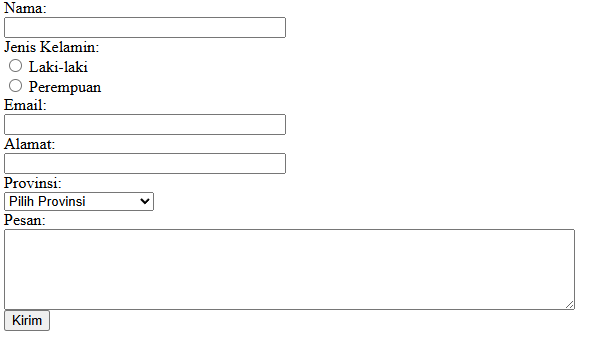 Nama:
Jenis Kelamin:
Laki-laki
Perempuan
Email:
Alamat:
Provinsi:
Pilih Provinsi
Pesan:
Kirim